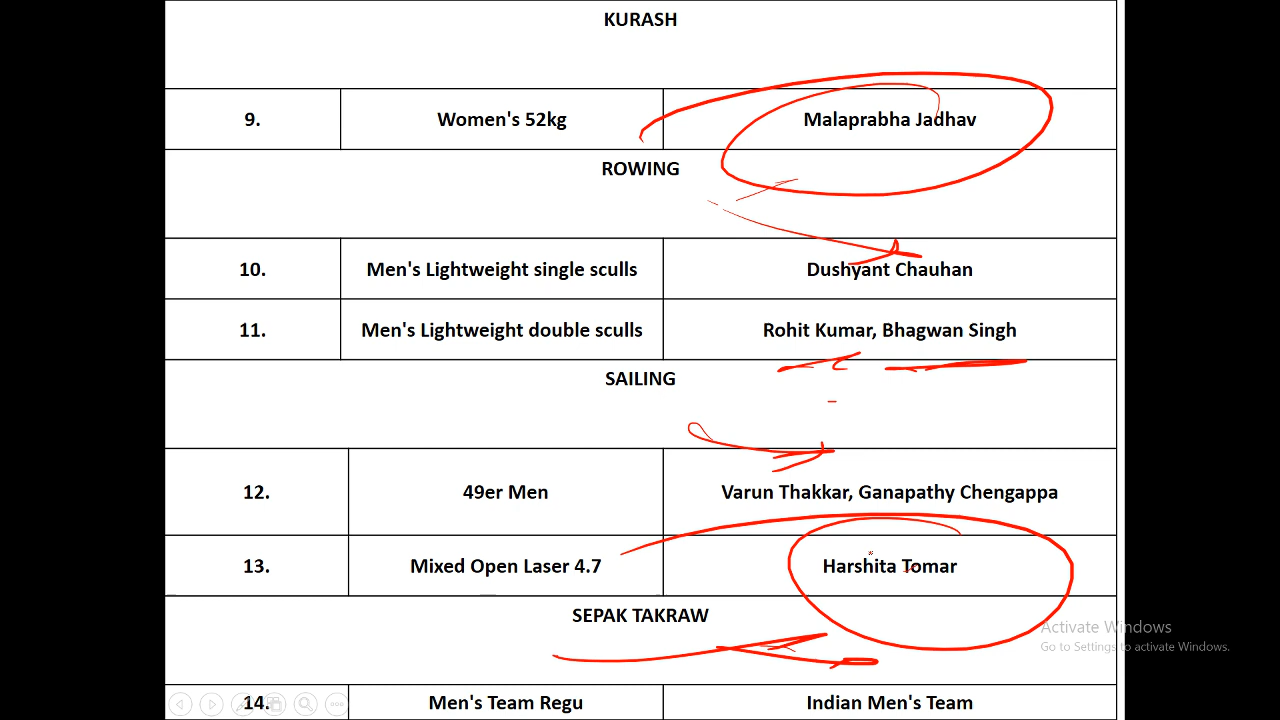 KURASH
9. Women's 52kg Malaprabha Jadhav
ROWING
10. Men's Lightweight single sculls Dushyant Chauhan
11. Men's Lightweight double sculls Rohit Kumar, Bhagwan Singh
SAILING
12. 49er Men Varun Thakkar, Ganapathy Chengappa
13. Mixed Open Laser 4.7 Harshita Tomar
SEPAK TAKRAW
Activate Windows
Go to Settings to activate Windows.
14. Men's Team Regu Indian Men's Team